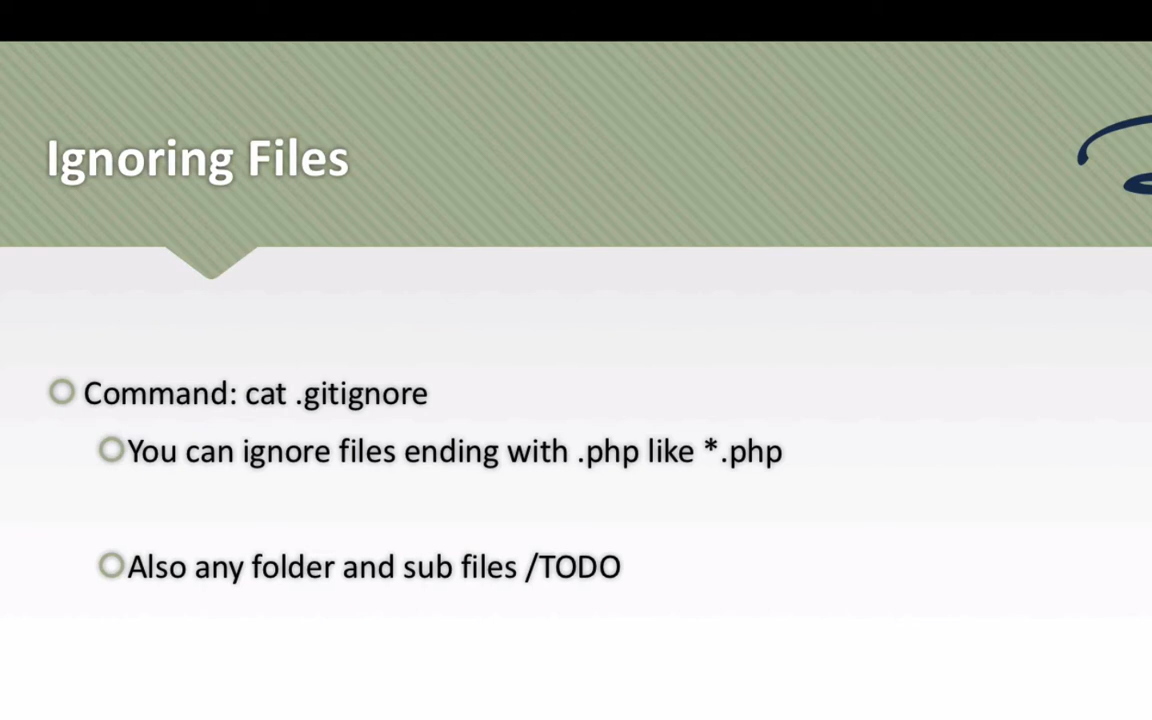 Ignoring Files
Command: cat .gitignore
You can ignore files ending with .php like *.php
Also any folder and sub files /TODO